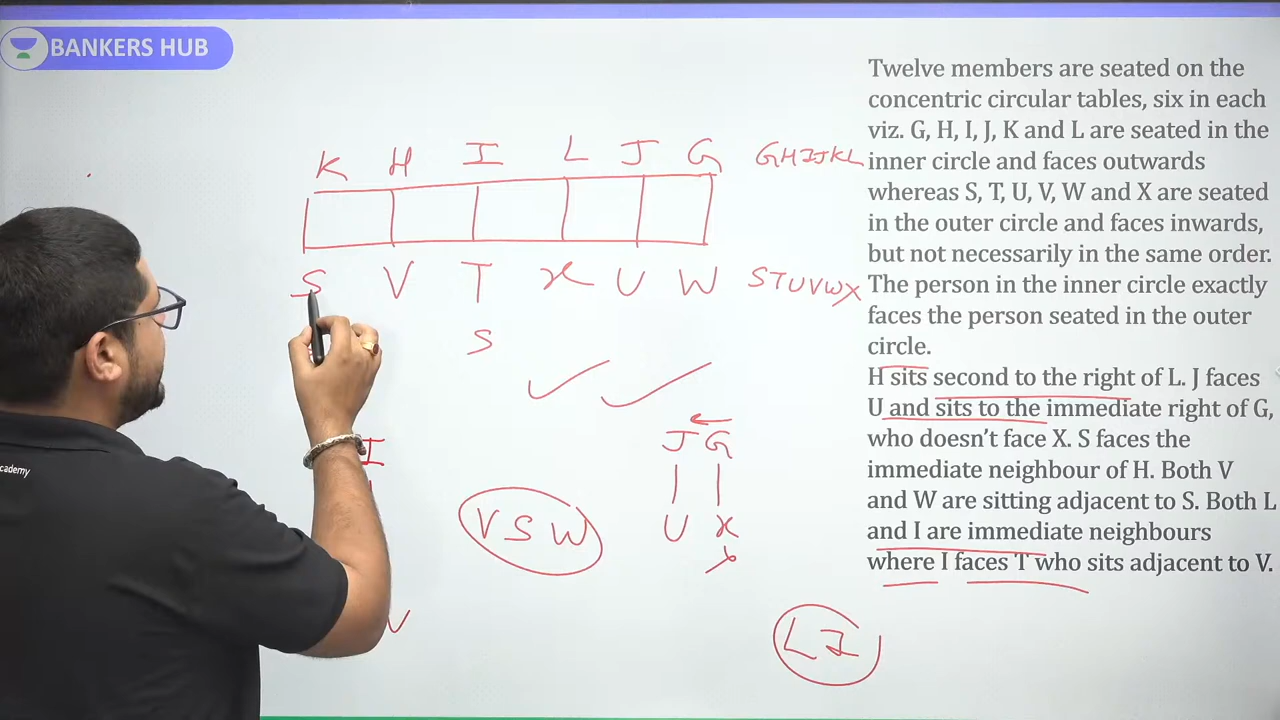 BANKERS HUB
K H I L J G GHIJKL
S V T X U W STUVWX
S
J G
I
U X
V S W
V
L I
ademy
Twelve members are seated on the
concentric circular tables, six in each
viz. G, H, I, J, K and L are seated in the
inner circle and faces outwards
whereas S, T, U, V, W and X are seated
in the outer circle and faces inwards,
but not necessarily in the same order.
The person in the inner circle exactly
faces the person seated in the outer
circle.
H sits second to the right of L. J faces
U and sits to the immediate right of G,
who doesn't face X. S faces the
immediate neighbour of H. Both V
and W are sitting adjacent to S. Both L
and I are immediate neighbours
where I faces T who sits adjacent to V.